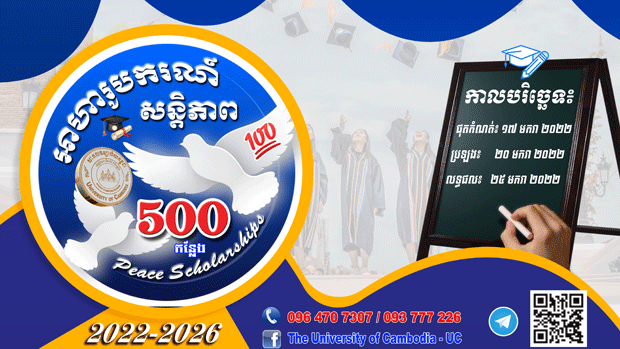 អាហារូបករណ៍
សន្តិភាព
100
UNIVERSITY OF CAMBODIA
500
កន្លែង
Peace Scholarships
2022-2026
កាលបរិច្ឆេទ៖
ផុតកំណត់៖ ១៧ មករា ២០២២
ប្រឡង៖ ២០ មករា ២០២២
លទ្ធផល៖ ២៥ មករា ២០២២
096 470 7307 / 093 777 226
The University of Cambodia - UC